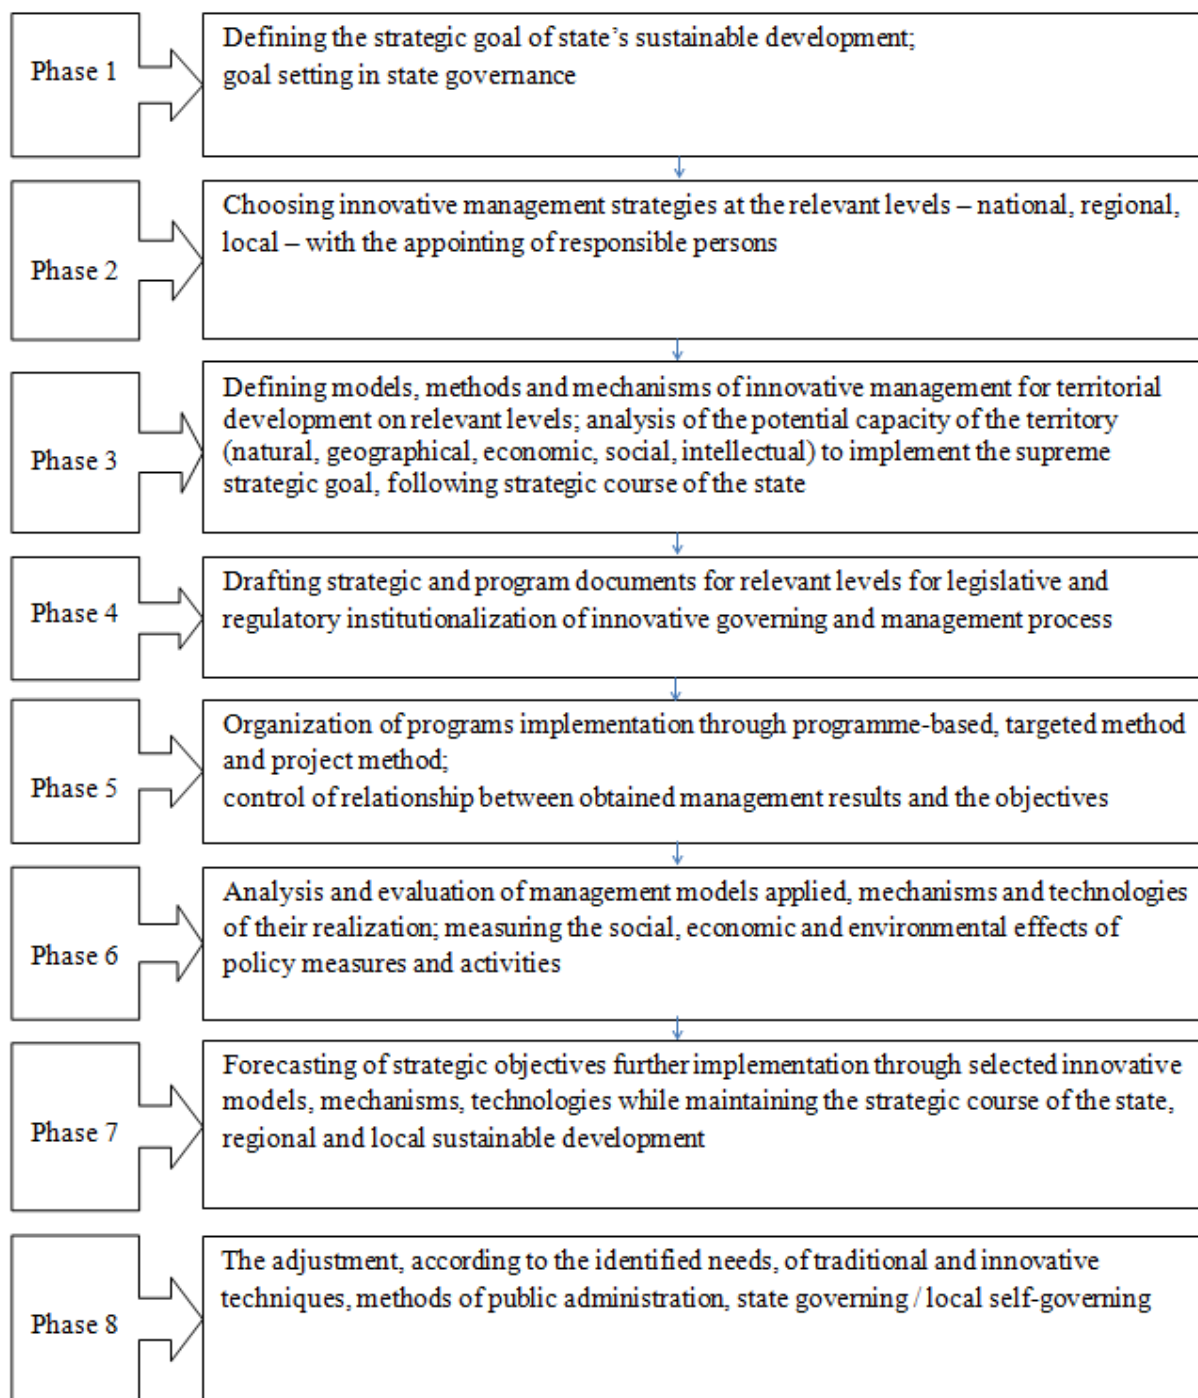 Phase 1
Defining the strategic goal of state's sustainable development;
goal setting in state governance
Phase 2
Choosing innovative management strategies at the relevant levels – national, regional,
local – with the appointing of responsible persons
Phase 3
Defining models, methods and mechanisms of innovative management for territorial
development on relevant levels; analysis of the potential capacity of the territory
(natural, geographical, economic, social, intellectual) to implement the supreme
strategic goal, following strategic course of the state
Phase 4
Drafting strategic and program documents for relevant levels for legislative and
regulatory institutionalization of innovative governing and management process
Phase 5
Organization of programs implementation through programme-based, targeted method
and project method;
control of relationship between obtained management results and the objectives
Phase 6
Analysis and evaluation of management models applied, mechanisms and technologies
of their realization; measuring the social, economic and environmental effects of
policy measures and activities
Phase 7
Forecasting of strategic objectives further implementation through selected innovative
models, mechanisms, technologies while maintaining the strategic course of the state,
regional and local sustainable development
Phase 8
The adjustment, according to the identified needs, of traditional and innovative
techniques, methods of public administration, state governing / local self-governing